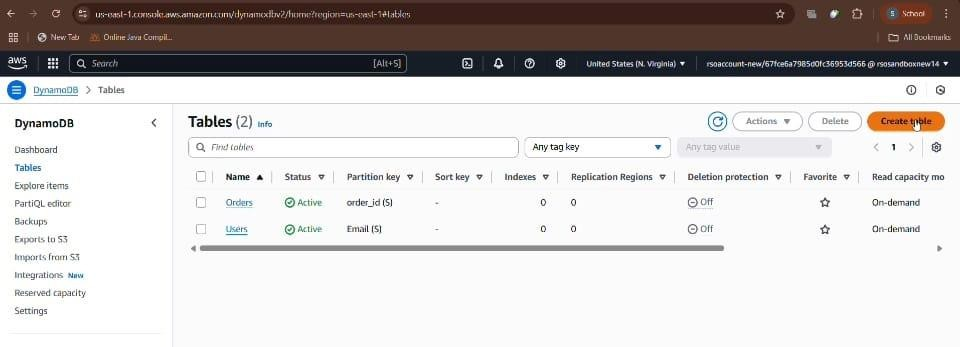 us-east-1.console.aws.amazon.com/dynamodbv2/home?region=us-east-1#tables
S School
New Tab Online Java Compil... All Bookmarks
aws Search [Alt+S] United States (N. Virginia) rsoaccount-new/67fce6a7985d0fc36953d566 @ rsosandboxnew14
DynamoDB > Tables
DynamoDB
Dashboard
Tables
Explore items
PartiQL editor
Backups
Exports to S3
Imports from S3
Integrations New
Reserved capacity
Settings
Tables (2) Info Actions Delete Create table
Find tables Any tag key Any tag value 1
Name Status Partition key Sort key Indexes Replication Regions Deletion protection Favorite Read capacity mo
Orders Active order_id (S) - 0 0 Off On-demand
Users Active Email (S) - 0 0 Off On-demand